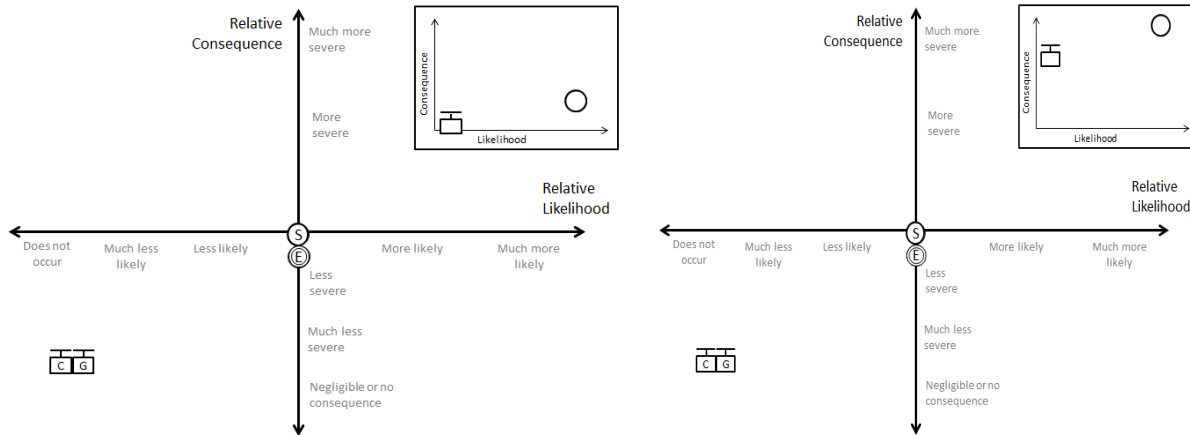 Relative
Consequence
Much more
severe
More
severe
Consequence
Likelihood
Relative
Likelihood
S
E
Does not
occur
Much less
likely
Less likely
More likely
Much more
likely
Less
severe
Much less
severe
Negligible or no
consequence
C G
Relative
Consequence
Much more
severe
More
severe
Consequence
Likelihood
Relative
Likelihood
S
E
Does not
occur
Much less
likely
Less likely
More likely
Much more
likely
Less
severe
Much less
severe
Negligible or no
consequence
C G